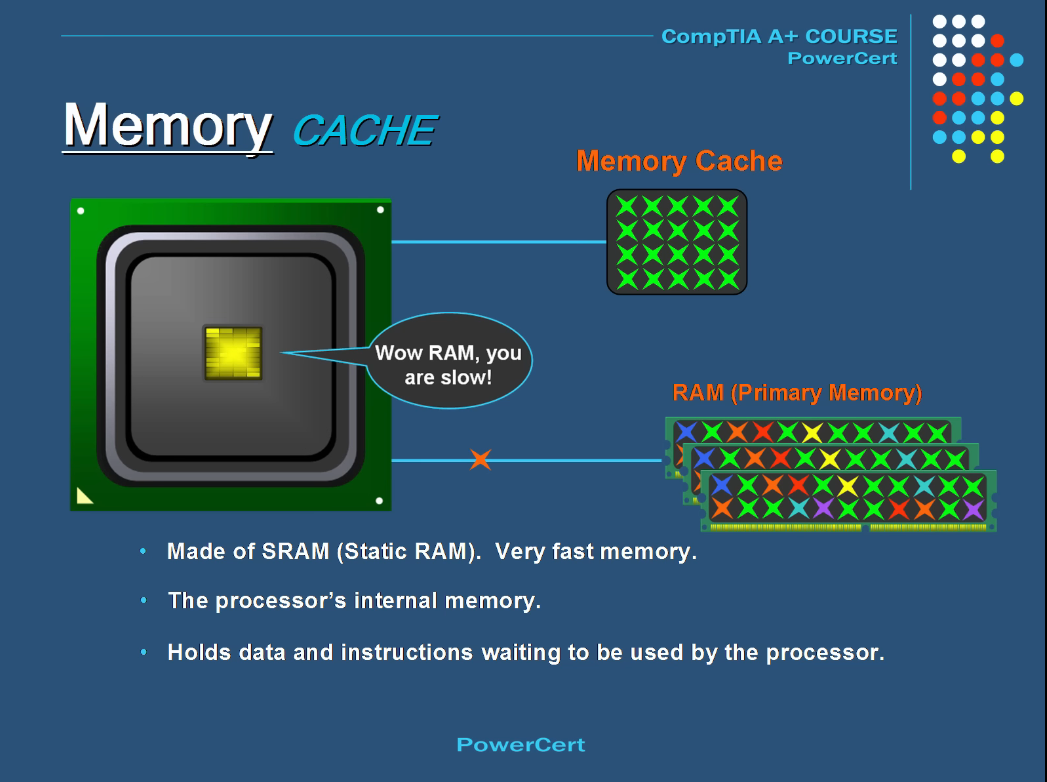 CompTIA A+ COURSE
PowerCert
Memory CACHE
Memory Cache
Wow RAM, you
are slow!
RAM (Primary Memory)
• Made of SRAM (Static RAM).  Very fast memory.
• The processor’s internal memory.
• Holds data and instructions waiting to be used by the processor.
PowerCert